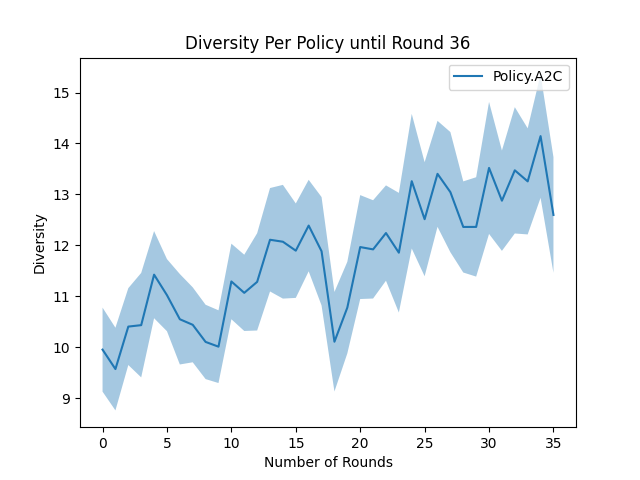 Diversity Per Policy until Round 36
Policy.A2C
15
14
13
12
11
10
9
Diversity
0 5 10 15 20 25 30 35
Number of Rounds